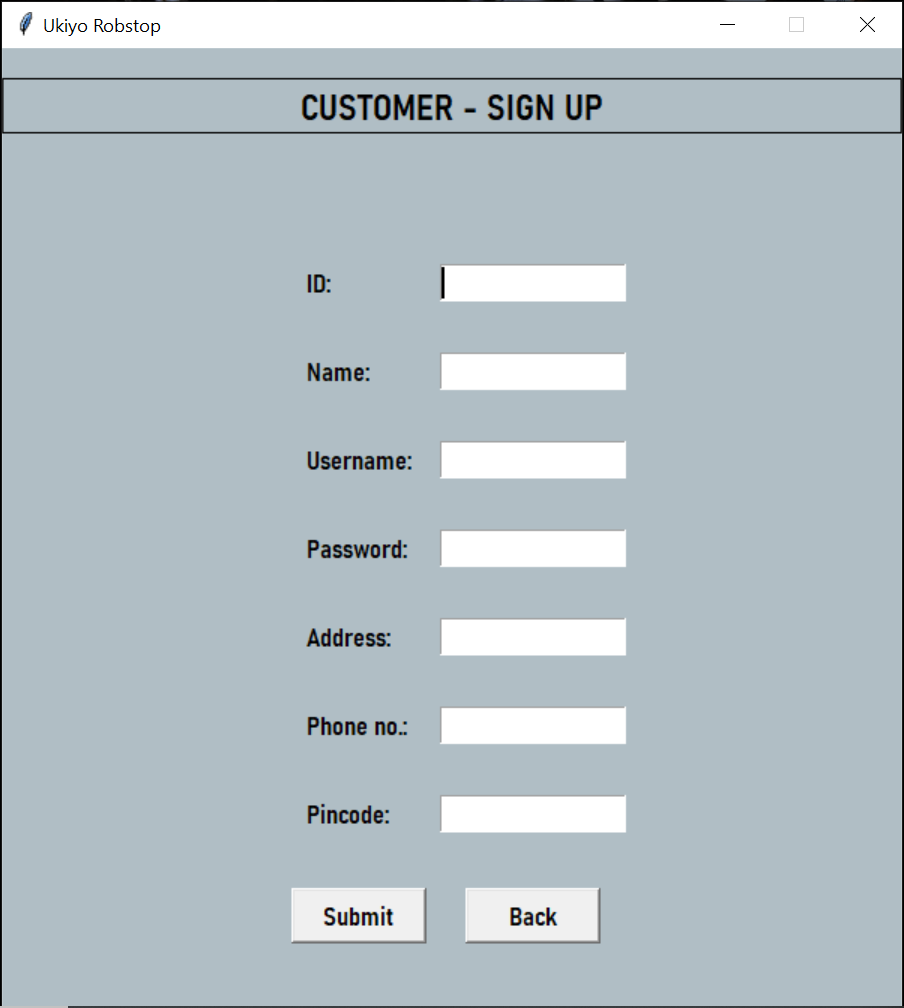 Ukiyo Robstop
CUSTOMER - SIGN UP
ID:
Name:
Username:
Password:
Address:
Phone no.:
Pincode:
Submit Back